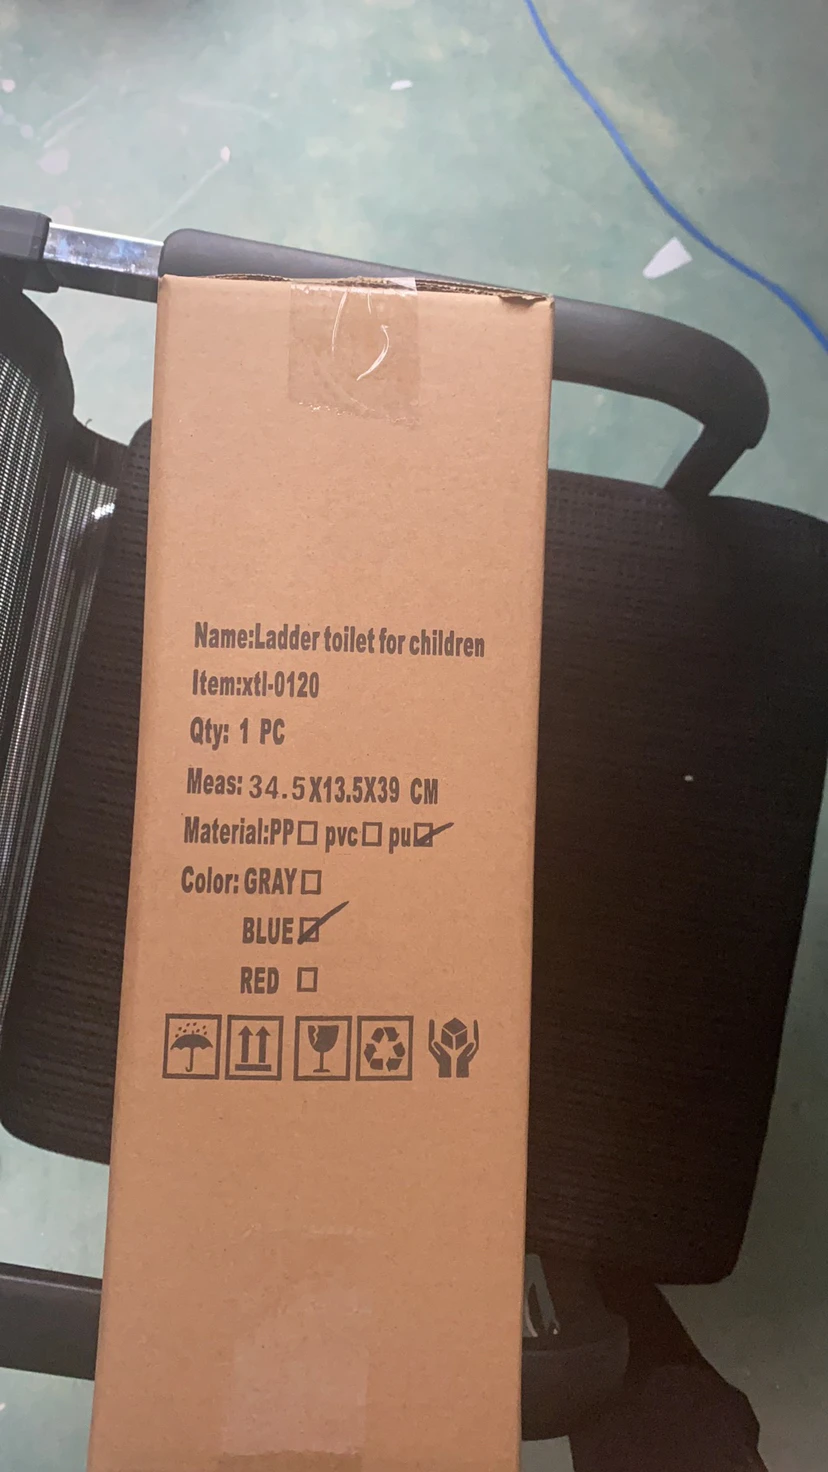 Name:Ladder toilet for children
Item:xtl-0120
Qty: 1 PC
Meas: 34.5X13.5X39 CM
Material:PP☐ pvc☐ pu☑
Color: GRAY☐
BLUE☑
RED ☐